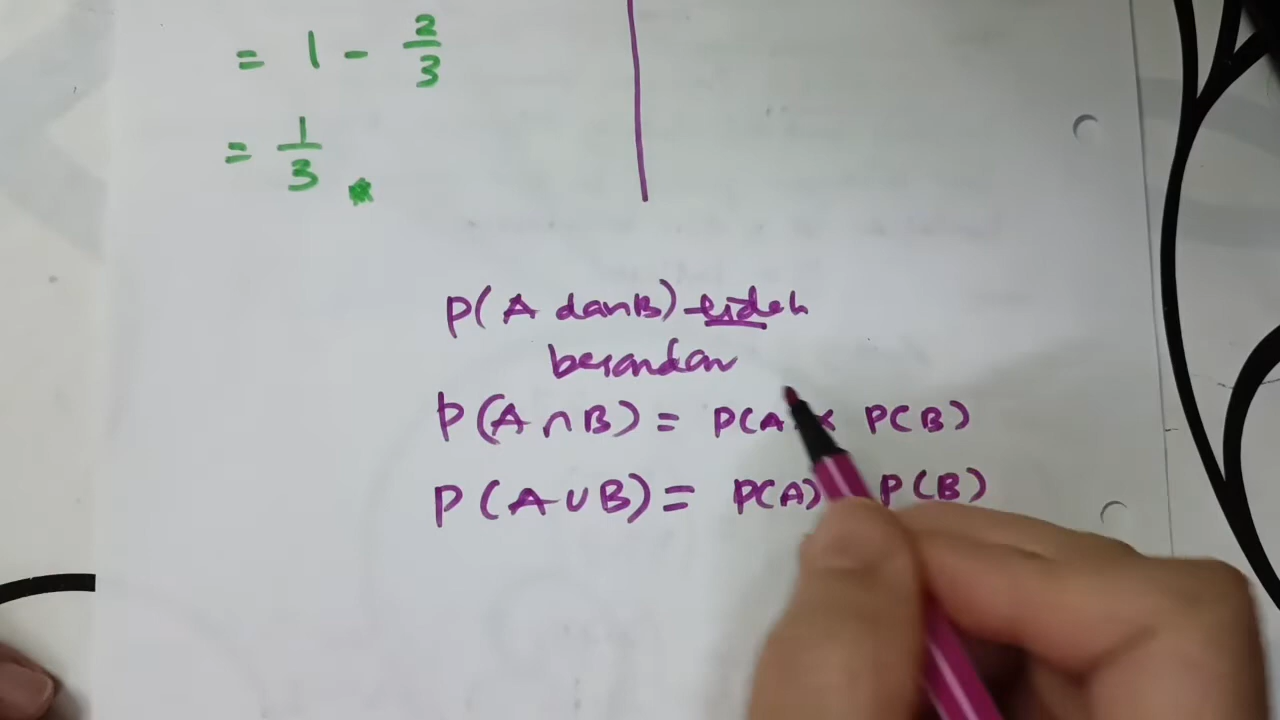 = 1 - 2/3
= 1/3
P(A dan B) tidak
bersandar
P(A ∩ B) = P(A × P(B)
P(A ∪ B) = P(A) P(B)